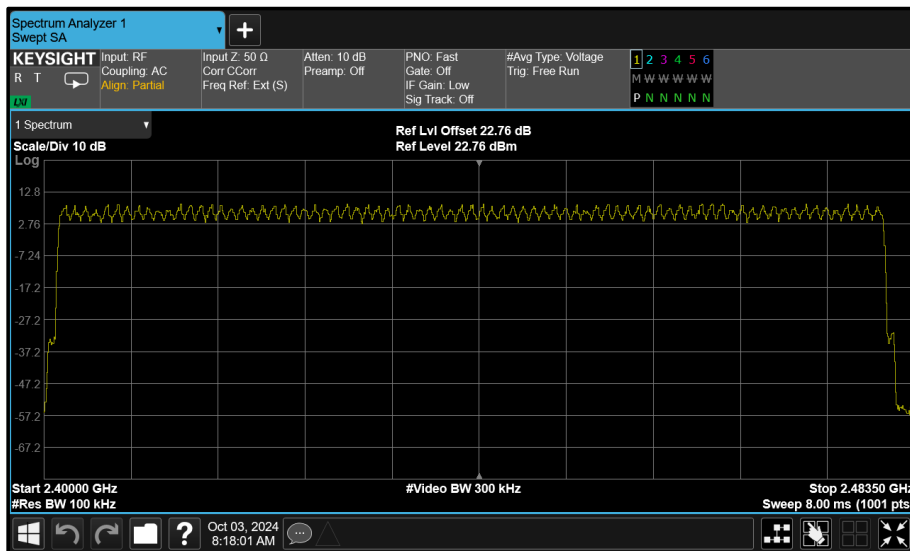 Spectrum Analyzer 1
Swept SA
KEYSIGHT
R T
LXI
Input: RF
Coupling: AC
Align: Partial
Input Z: 50 Ω
Corr CCorr
Freq Ref: Ext (S)
Atten: 10 dB
Preamp: Off
PNO: Fast
Gate: Off
IF Gain: Low
Sig Track: Off
#Avg Type: Voltage
Trig: Free Run
1 2 3 4 5 6
M W W W W W
P N N N N N
1 Spectrum
Scale/Div 10 dB
Ref Lvl Offset 22.76 dB
Ref Level 22.76 dBm
Log
12.8
2.76
-7.24
-17.2
-27.2
-37.2
-47.2
-57.2
-67.2
Start 2.40000 GHz
#Video BW 300 kHz
Stop 2.48350 GHz
#Res BW 100 kHz
Sweep 8.00 ms (1001 pts
?
Oct 03, 2024
8:18:01 AM